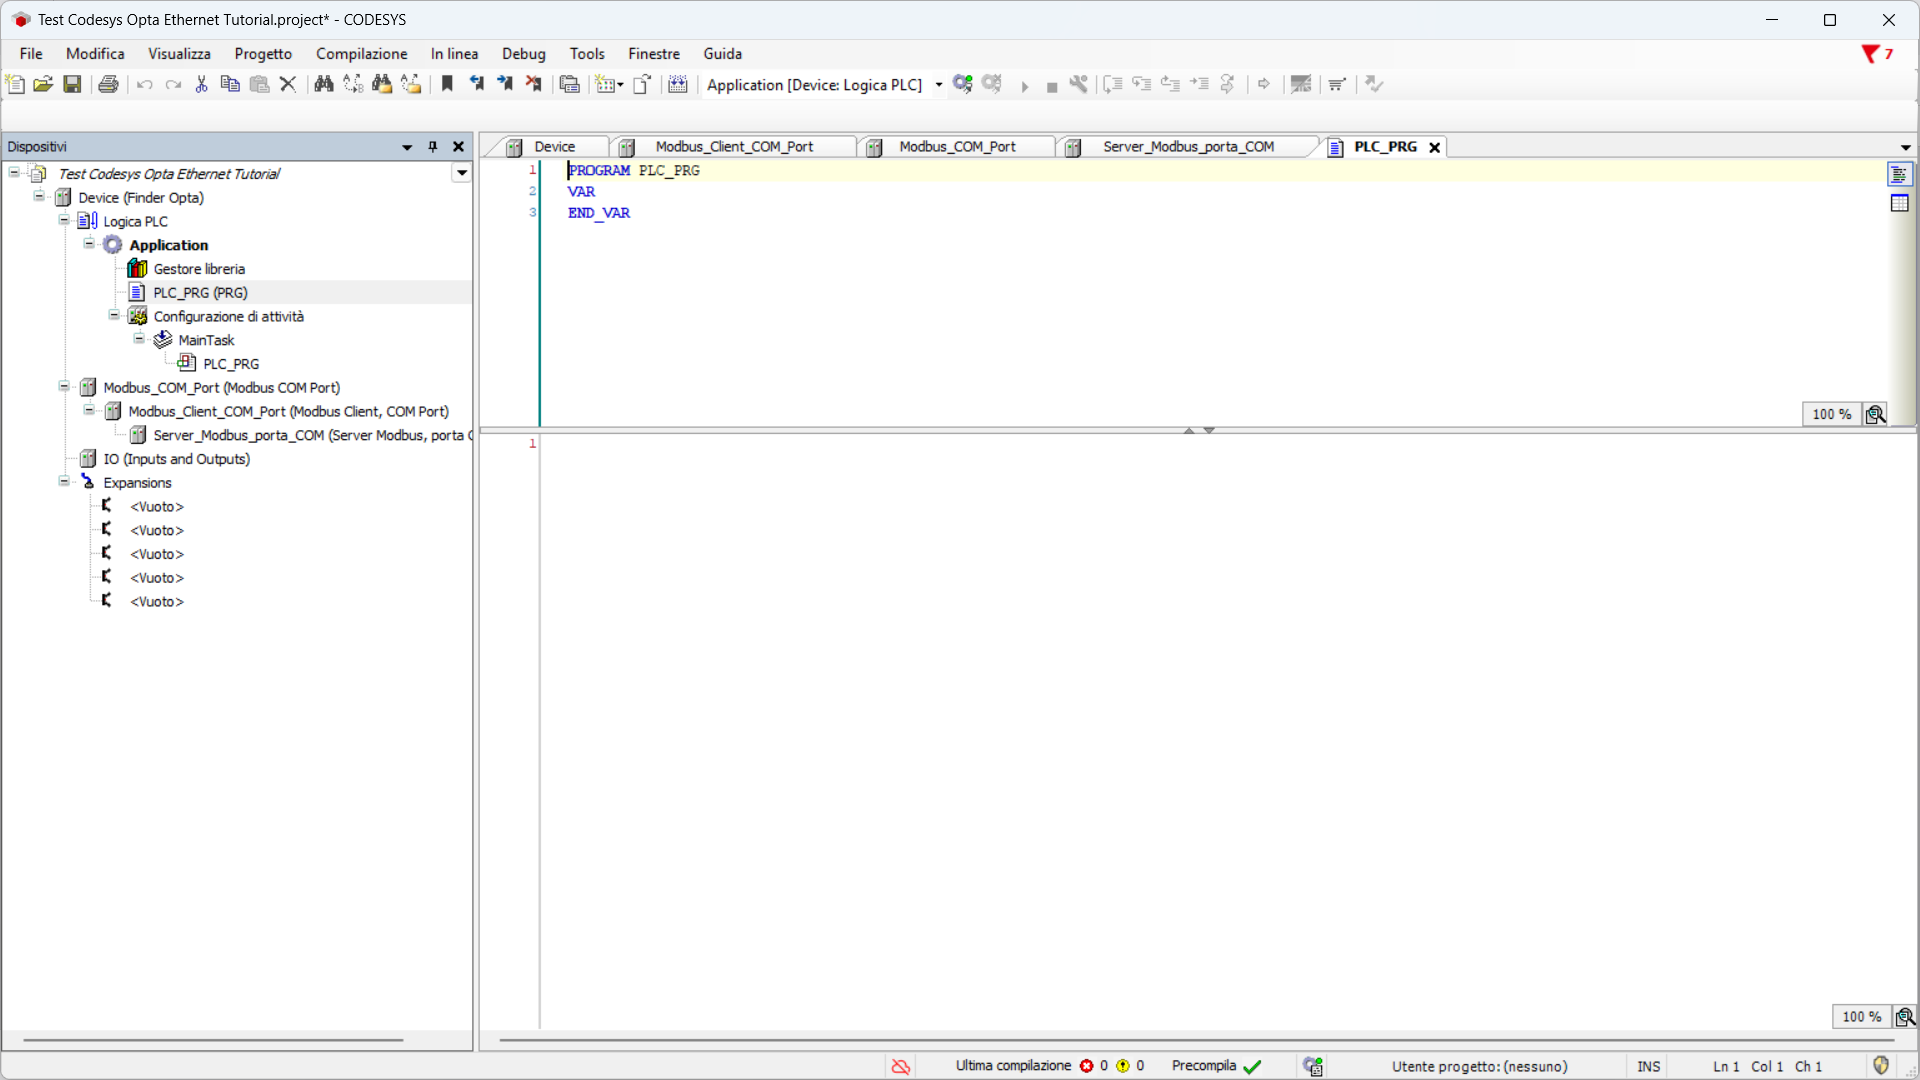 Test Codesys Opta Ethernet Tutorial.project* - CODESYS
File Modifica Visualizza Progetto Compilazione In linea Debug Tools Finestre Guida
7
Application [Device: Logica PLC]
Dispositivi
Test Codesys Opta Ethernet Tutorial
Device (Finder Opta)
Logica PLC
Application
Gestore libreria
PLC_PRG (PRG)
Configurazione di attività
MainTask
PLC_PRG
Modbus_COM_Port (Modbus COM Port)
Modbus_Client_COM_Port (Modbus Client, COM Port)
Server_Modbus_porta_COM (Server Modbus, porta C
IO (Inputs and Outputs)
Expansions
<Vuoto>
<Vuoto>
<Vuoto>
<Vuoto>
<Vuoto>
Device Modbus_Client_COM_Port Modbus_COM_Port Server_Modbus_porta_COM PLC_PRG
1 PROGRAM PLC_PRG
2 VAR
3 END_VAR
100 %
1
100 %
Ultima compilazione 0 0 Precompila Utente progetto: (nessuno) INS Ln 1 Col 1 Ch 1